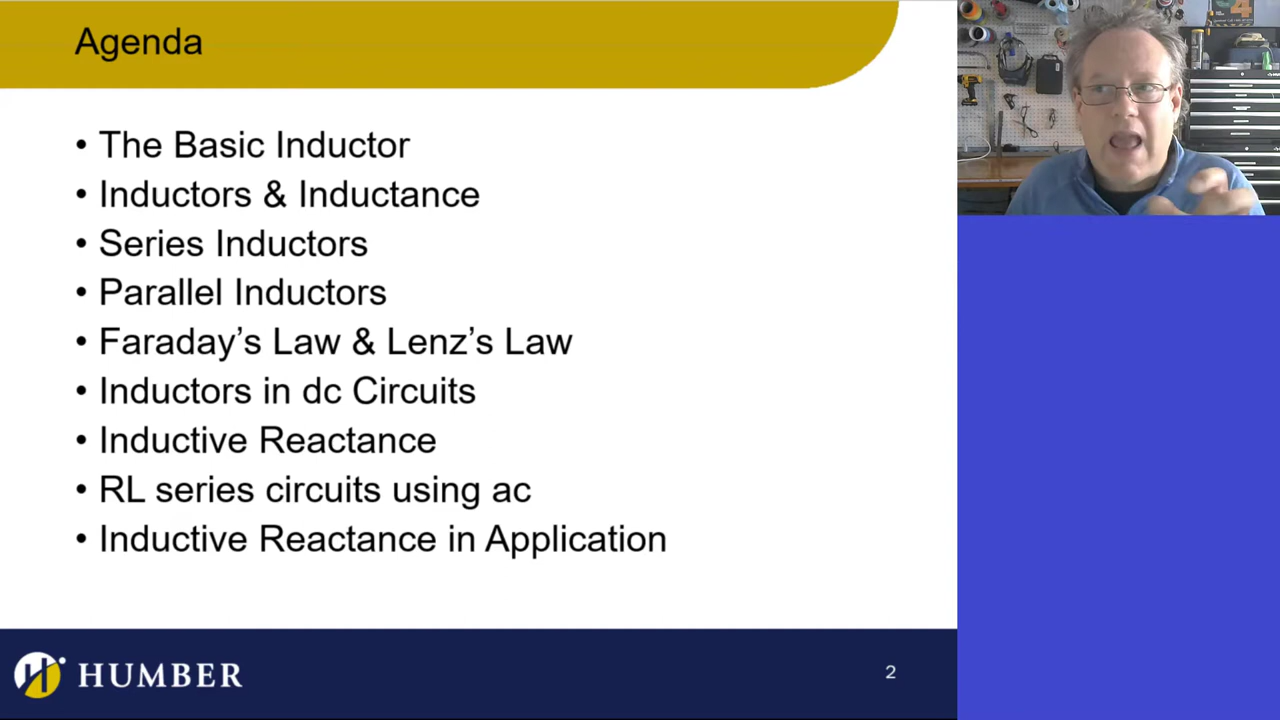 Agenda
• The Basic Inductor
• Inductors & Inductance
• Series Inductors
• Parallel Inductors
• Faraday’s Law & Lenz’s Law
• Inductors in dc Circuits
• Inductive Reactance
• RL series circuits using ac
• Inductive Reactance in Application
HUMBER
2